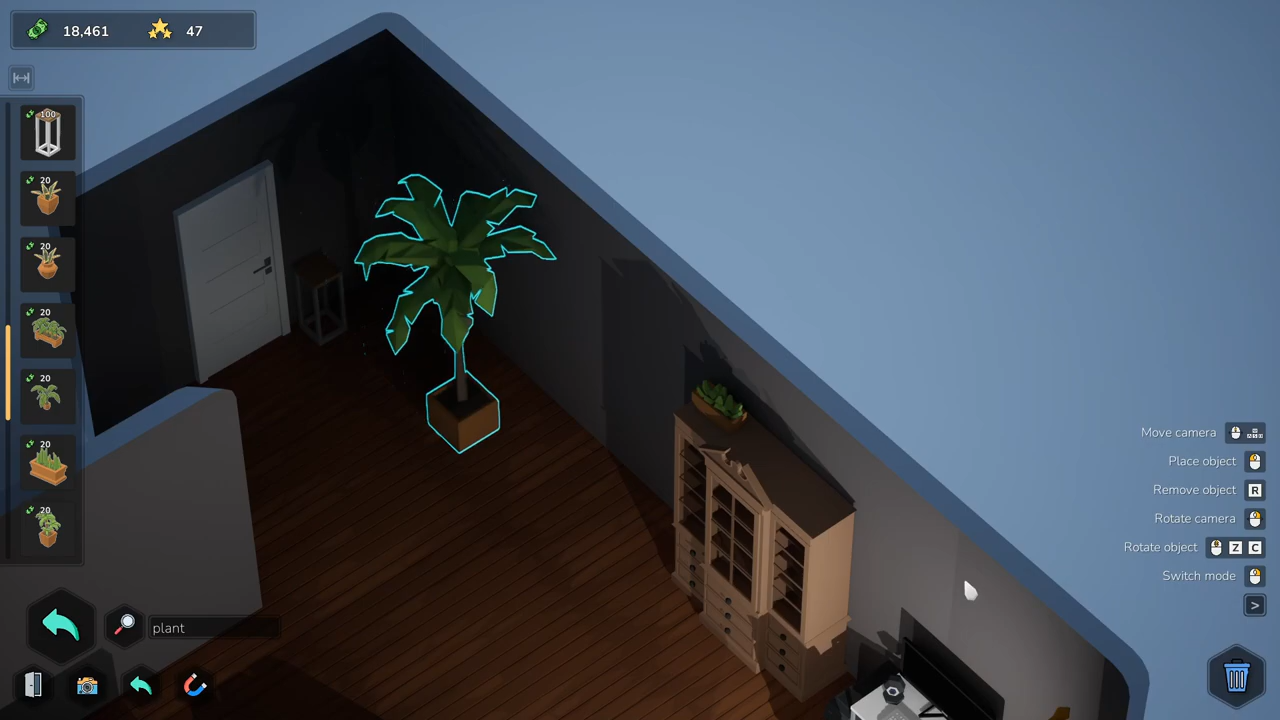 18,461 47
100
20
20
20
20
20
20
Move camera
Place object
Remove object R
Rotate camera
Rotate object Z C
Switch mode
>
plant